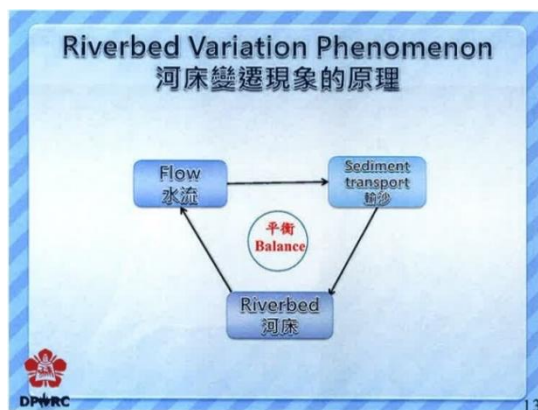 Riverbed Variation Phenomenon
河床變遷現象的原理
Flow
水流
Sediment
transport
輸沙
平衡
Balance
Riverbed
河床
DPWRC
13